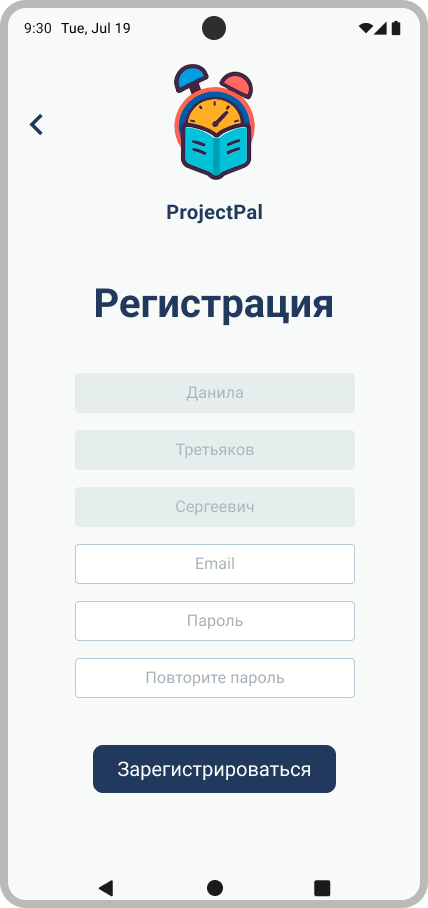 9:30 Tue, Jul 19
ProjectPal
Регистрация
Данила
Третьяков
Сергеевич
Email
Пароль
Повторите пароль
Зарегистрироваться